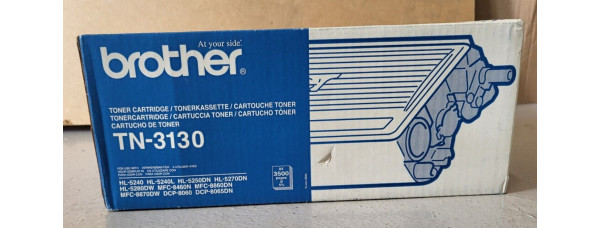 At your side.
brother®
TONER CARTRIDGE / TONERKASSETTE / CARTOUCHE TONER
TONERCARTRIDGE / CARTUCCIA TONER / CARTUCHO TÓNER
CARTUCHO DE TONER
TN-3130
HL-5240 HL-5240L HL-5250DN HL-5270DN
HL-5280DW MFC-8460N MFC-8860DN
MFC-8870DW DCP-8060 DCP-8065DN
3500